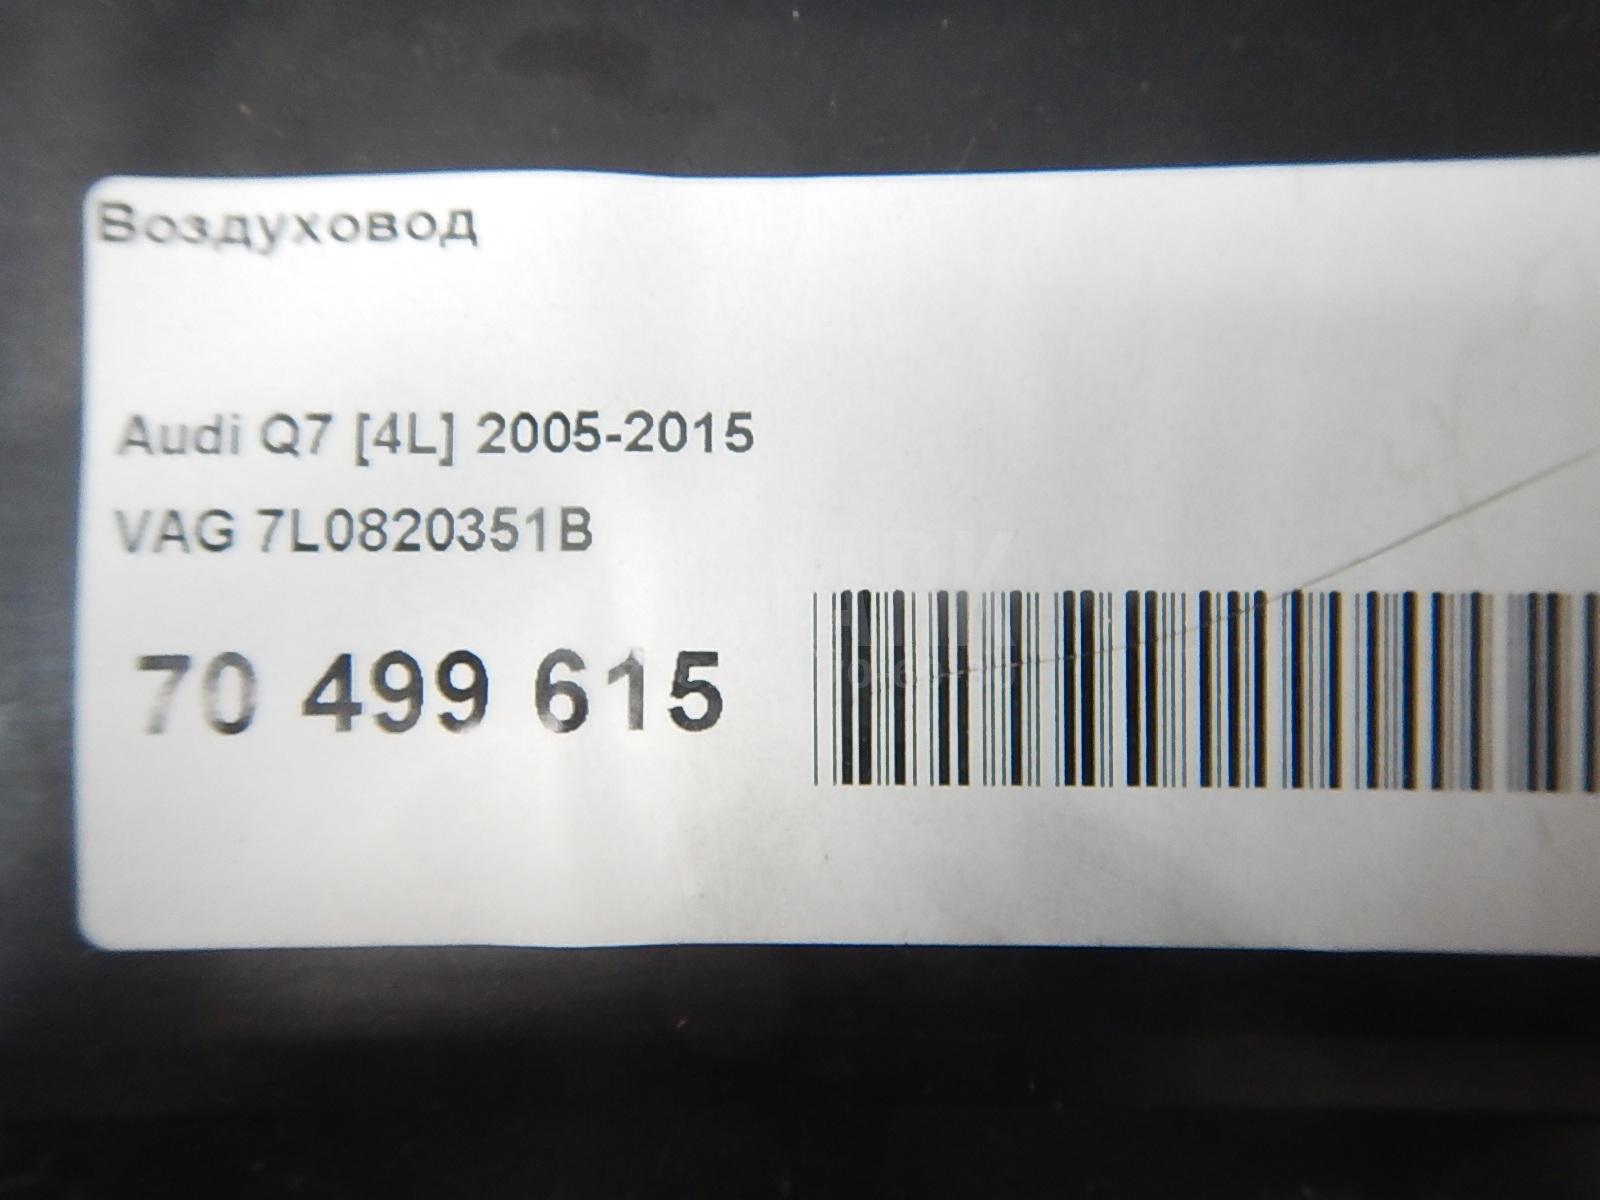 Воздуховод
Audi Q7 [4L] 2005-2015
VAG 7L0820351B
70 499 615